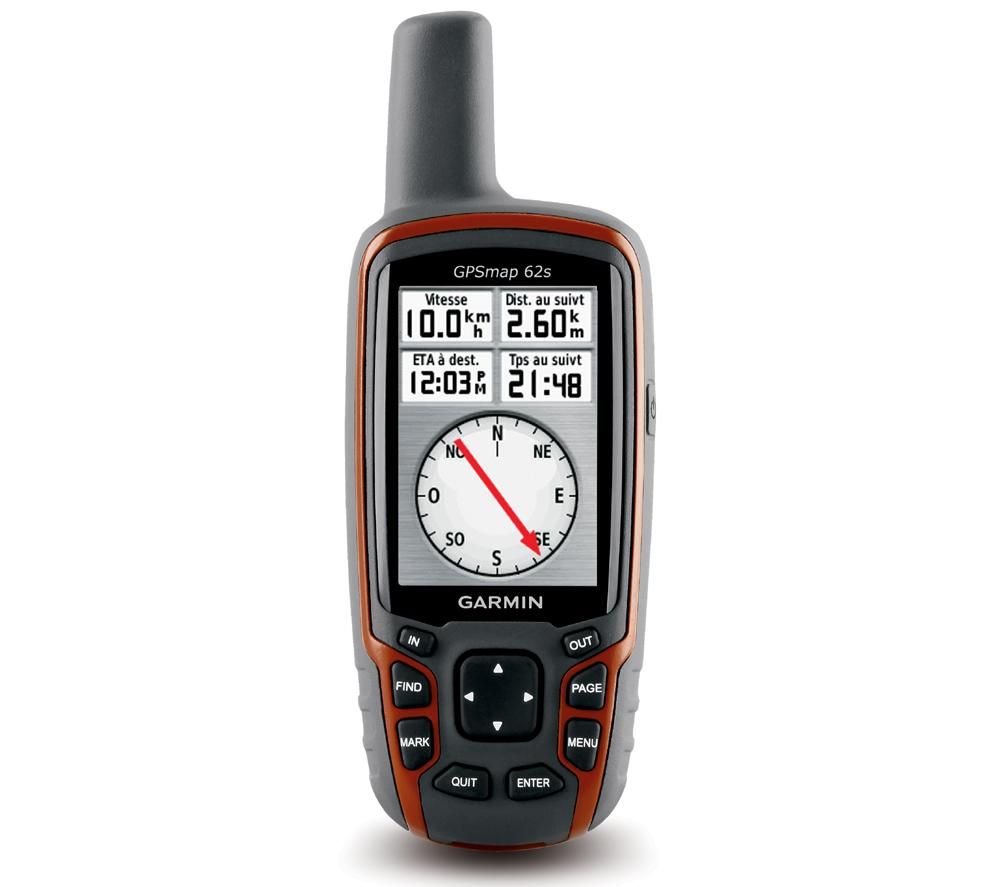 GPSmap 62s
Vitesse Dist. au suivt
10.0 km/h 2.60 km
ETA à dest. Tps au suivt
12:03 PM 21:48
N
NO NE
O E
SO SE
S
GARMIN
IN OUT
FIND PAGE
MARK MENU
QUIT ENTER